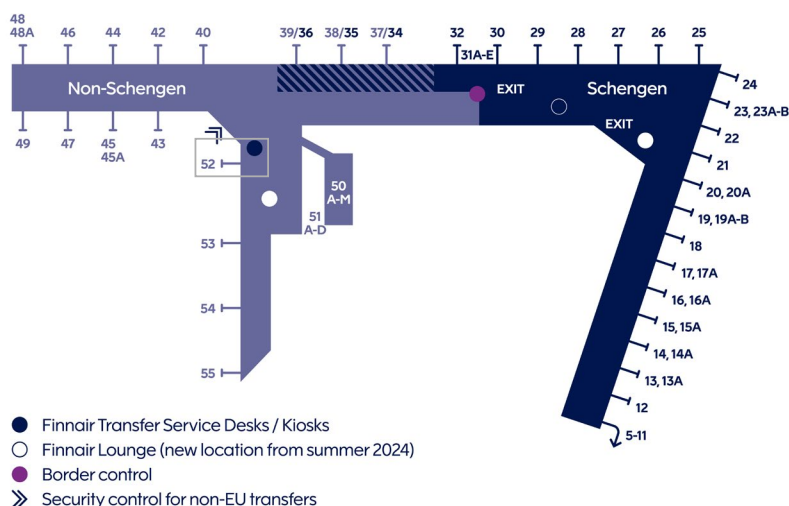 48
48A
46
44
42
40
39/36
38/35
37/34
32
30
29
28
27
26
25
31A-E
Non-Schengen
EXIT
Schengen
EXIT
24
23, 23A-B
22
21
20, 20A
19, 19A-B
18
17, 17A
16, 16A
15, 15A
14, 14A
13, 13A
12
5-11
49
47
45
45A
43
52
50
A-M
51
A-D
53
54
55
Finnair Transfer Service Desks / Kiosks
Finnair Lounge (new location from summer 2024)
Border control
Security control for non-EU transfers